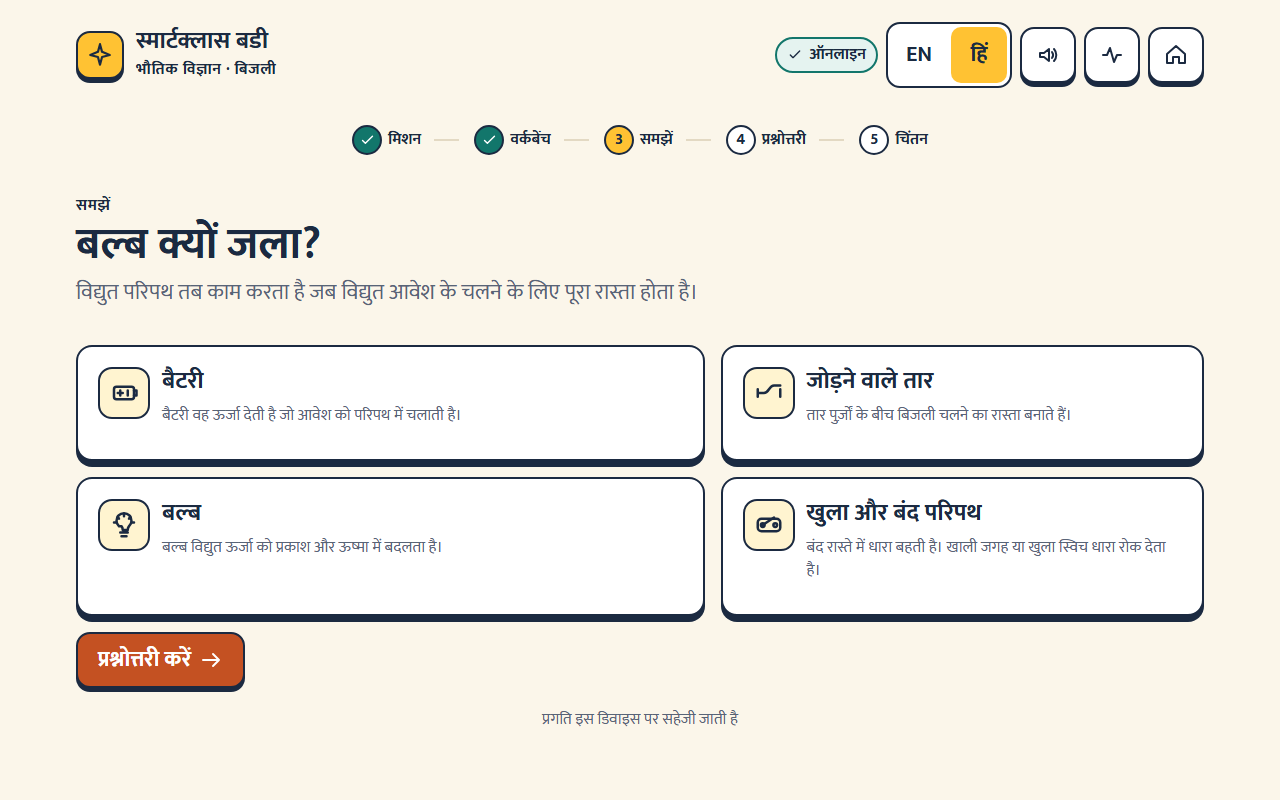 स्मार्टक्लास बडी
भौतिक विज्ञान · बिजली
ऑनलाइन
EN
हिं
मिशन
वर्कबेंच
3 समझें
4 प्रश्नोत्तरी
5 चिंतन
समझें
बल्ब क्यों जला?
विद्युत परिपथ तब काम करता है जब विद्युत आवेश के चलने के लिए पूरा रास्ता होता है।
बैटरी
बैटरी वह ऊर्जा देती है जो आवेश को परिपथ में चलाती है।
जोड़ने वाले तार
तार पुर्ज़ों के बीच बिजली चलने का रास्ता बनाते हैं।
बल्ब
बल्ब विद्युत ऊर्जा को प्रकाश और ऊष्मा में बदलता है।
खुला और बंद परिपथ
बंद रास्ते में धारा बहती है। खाली जगह या खुला स्विच धारा रोक देता
है।
प्रश्नोत्तरी करें
प्रगति इस डिवाइस पर सहेजी जाती है